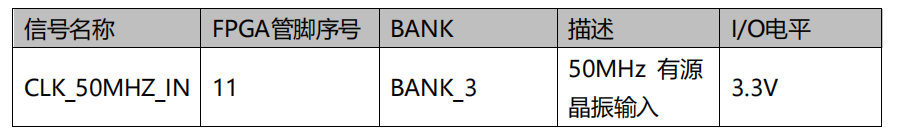 信号名称 FPGA管脚序号 BANK 描述 I/O电平
CLK_50MHZ_IN 11 BANK_3 50MHz 有源
晶振输入 3.3V